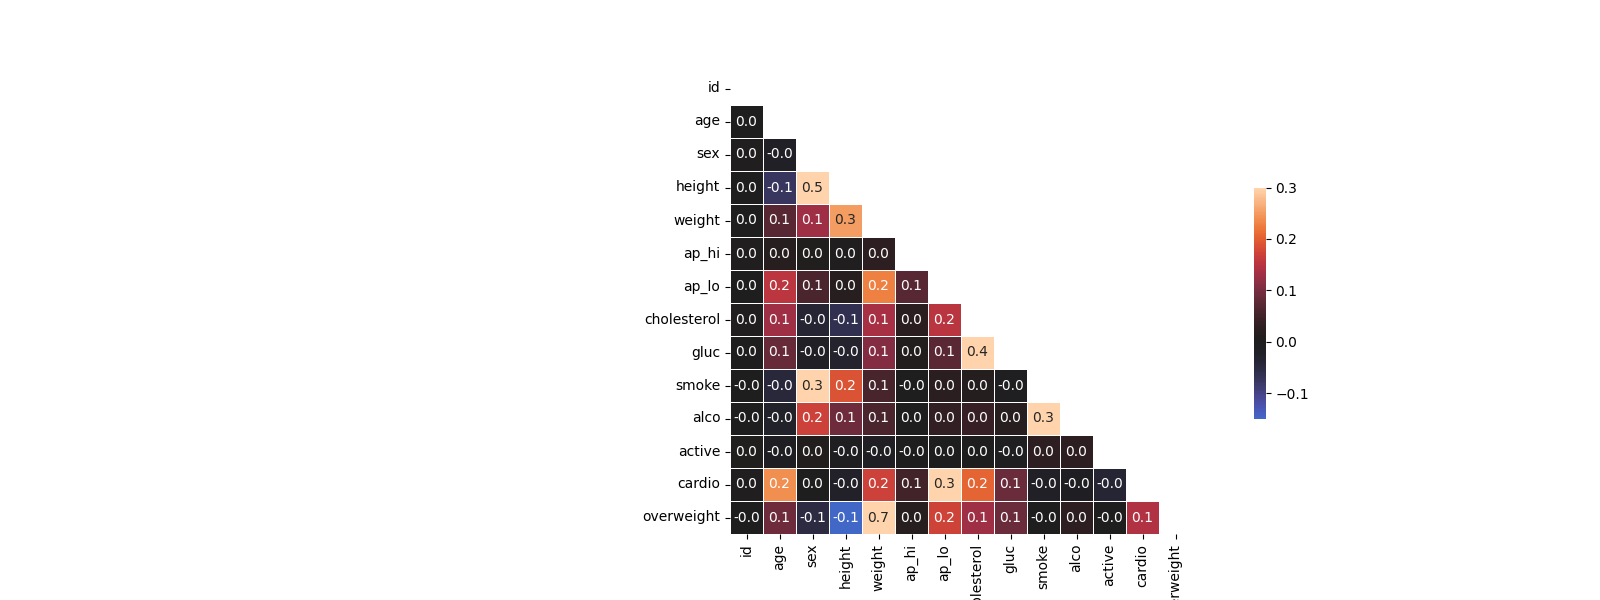 id
age 0.0
sex 0.0 -0.0
height 0.0 -0.1 0.5
weight 0.0 0.1 0.1 0.3
ap_hi 0.0 0.0 0.0 0.0 0.0
ap_lo 0.0 0.2 0.1 0.0 0.2 0.1
cholesterol 0.0 0.1 -0.0 -0.1 0.1 0.0 0.2
gluc 0.0 0.1 -0.0 -0.0 0.1 0.0 0.1 0.4
smoke -0.0 -0.0 0.3 0.2 0.1 -0.0 0.0 0.0 -0.0
alco -0.0 -0.0 0.2 0.1 0.1 0.0 0.0 0.0 0.0 0.3
active 0.0 -0.0 0.0 -0.0 -0.0 -0.0 0.0 0.0 -0.0 0.0 0.0
cardio 0.0 0.2 0.0 -0.0 0.2 0.1 0.3 0.2 0.1 -0.0 -0.0 -0.0
overweight -0.0 0.1 -0.1 -0.1 0.7 0.0 0.2 0.1 0.1 -0.0 0.0 -0.0 0.1
id age sex height weight ap_hi ap_lo olesterol gluc smoke alco active cardio erweight
0.3
0.2
0.1
0.0
−0.1